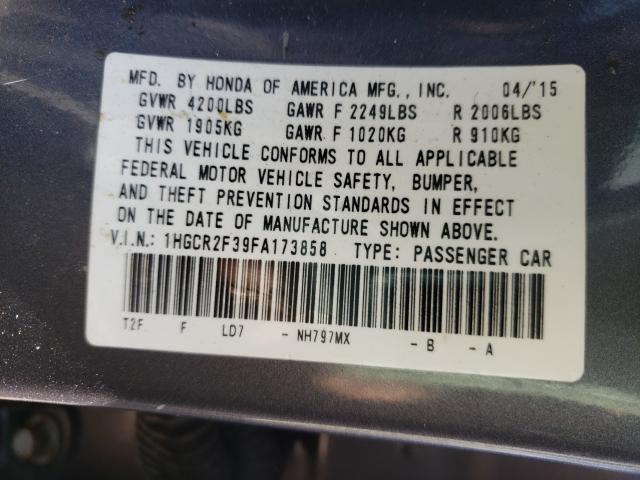 MFD. BY HONDA OF AMERICA MFG., INC. 04/'15
GVWR 4200LBS GAWR F 2249LBS R 2006LBS
GVWR 1905KG GAWR F 1020KG R 910KG
THIS VEHICLE CONFORMS TO ALL APPLICABLE
FEDERAL MOTOR VEHICLE SAFETY, BUMPER,
AND THEFT PREVENTION STANDARDS IN EFFECT
ON THE DATE OF MANUFACTURE SHOWN ABOVE.
V.I.N.: 1HGCR2F39FA173858 TYPE: PASSENGER CAR
T2F F LD7 - NH797MX - B - A